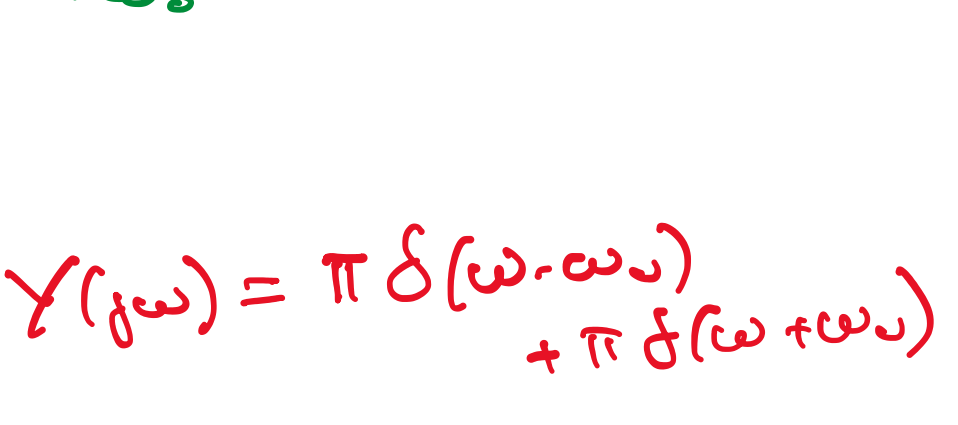 Y(jω) = π δ(ω-ω₀)
+ π δ(ω+ω₀)